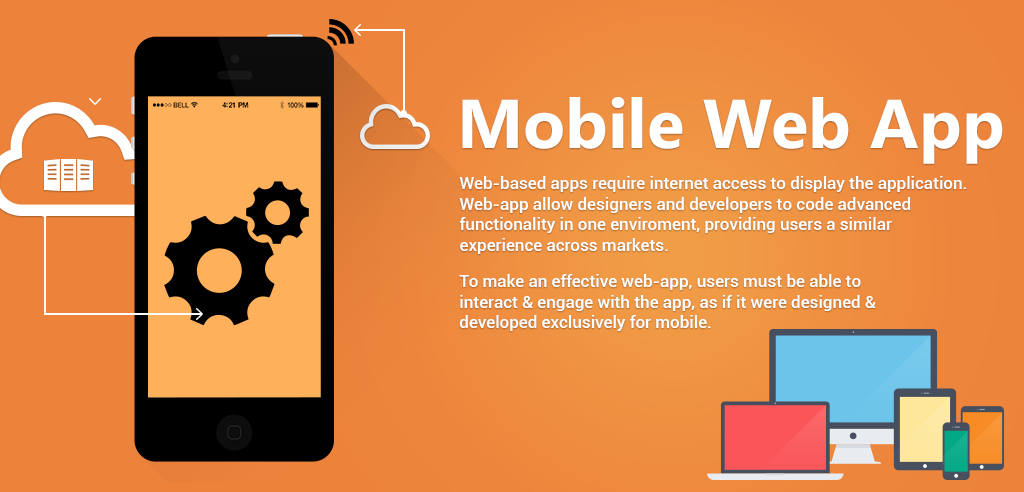 BELL 4:21 PM 100%
Mobile Web App
Web-based apps require internet access to display the application.
Web-app allow designers and developers to code advanced
functionality in one enviroment, providing users a similar
experience across markets.
To make an effective web-app, users must be able to
interact & engage with the app, as if it were designed &
developed exclusively for mobile.